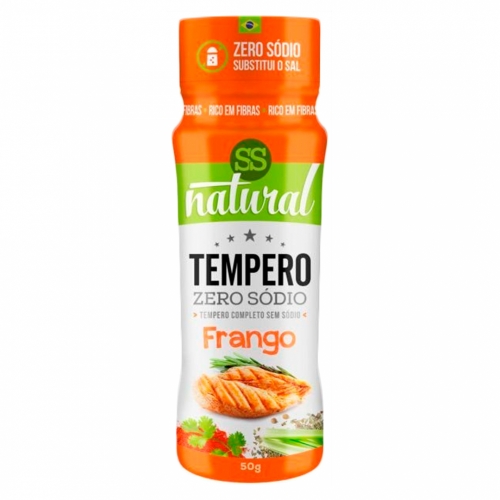 ZERO SÓDIO
SUBSTITUI O SAL
FIBRAS • RICO EM FIBRAS • RICO EM FIBRAS
S.S
natural
TEMPERO
ZERO SÓDIO
TEMPERO COMPLETO SEM SÓDIO
Frango
50g